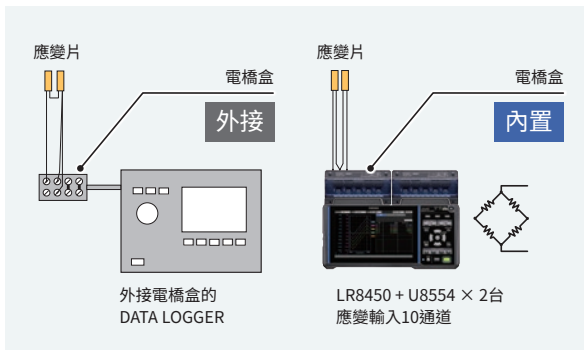 應變片
電橋盒
外接
外接電橋盒的
DATA LOGGER
應變片
電橋盒
內置
LR8450 + U8554 × 2台
應變輸入10通道